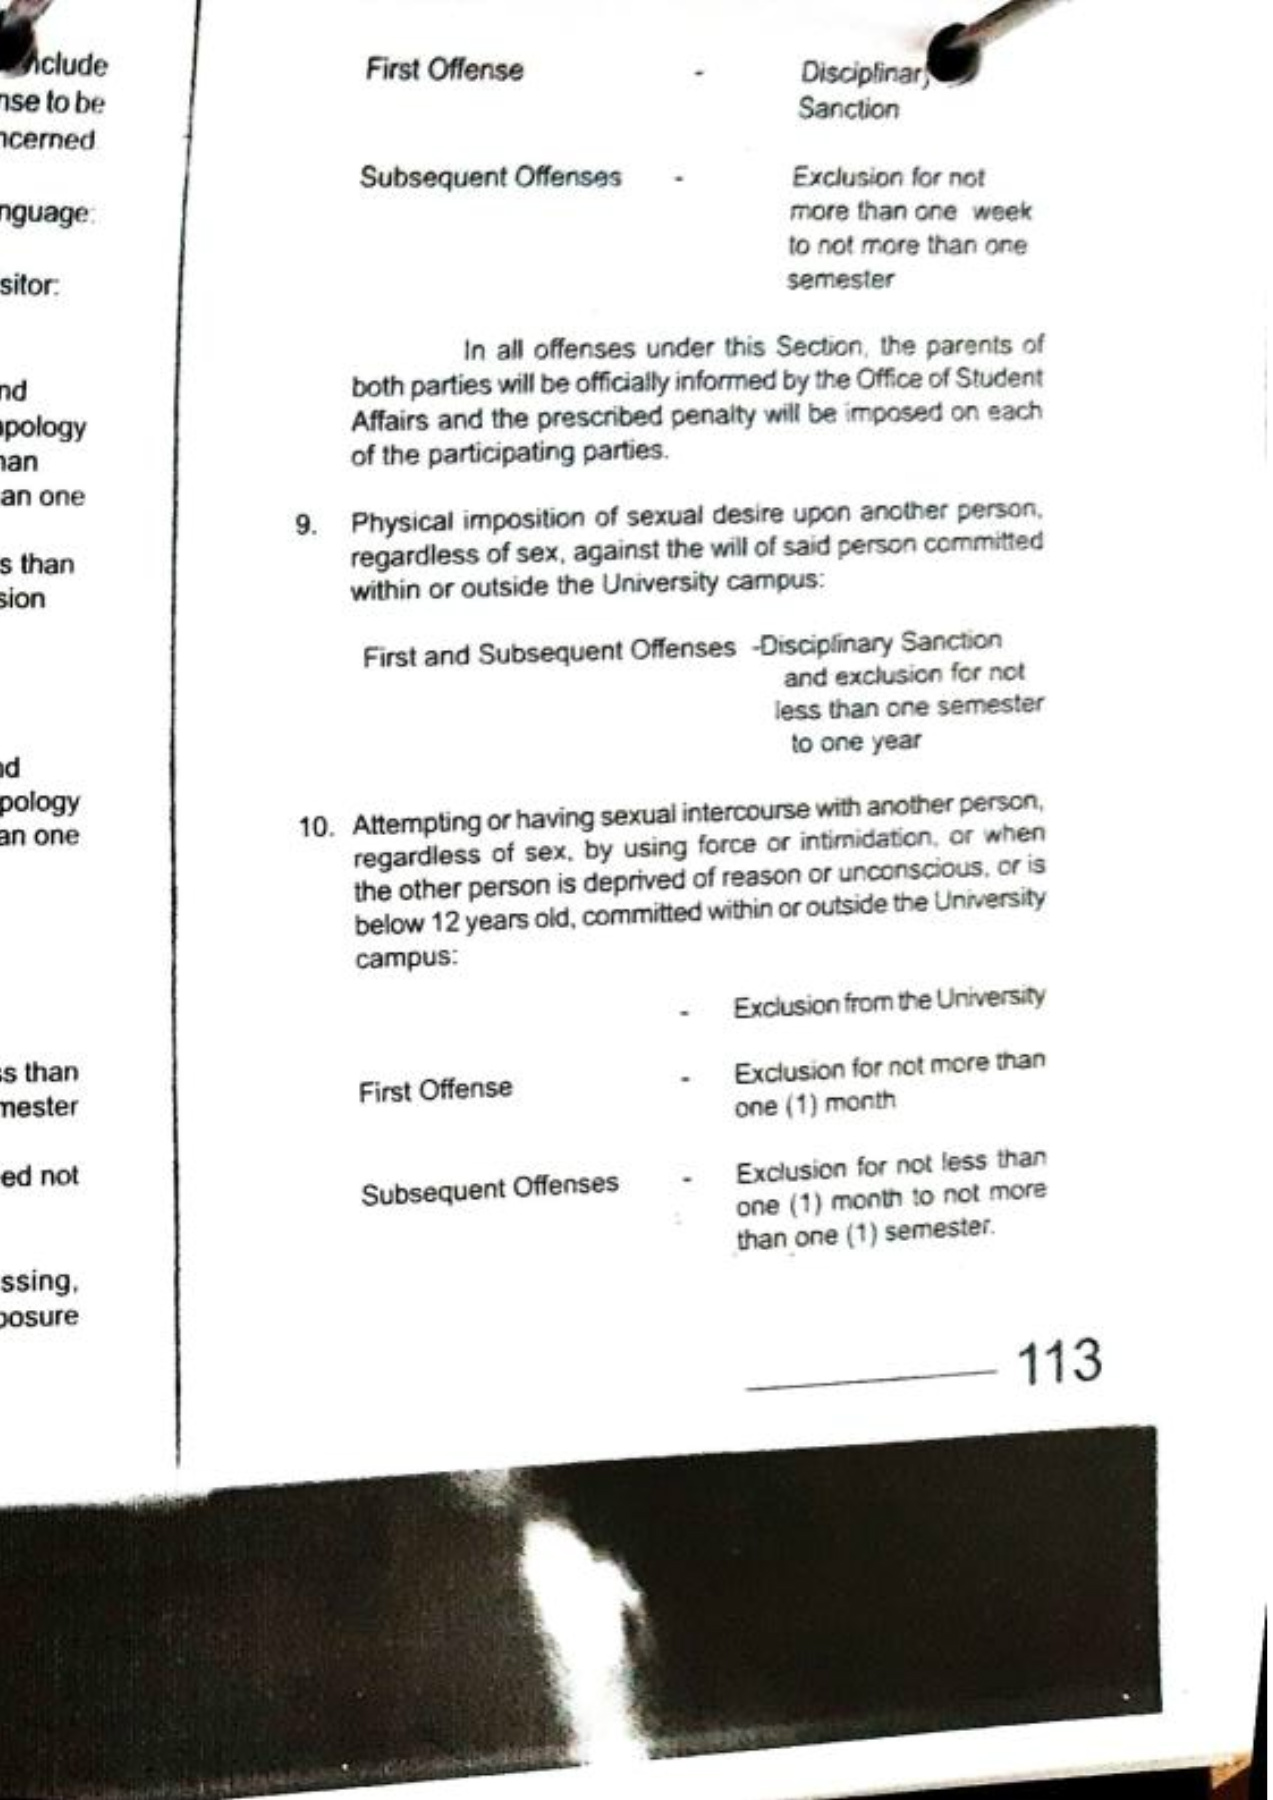 include
nse to be
ncerned
nguage:
sitor:
nd
apology
han
an one
s than
sion
nd
pology
an one
ss than
mester
ed not
ssing,
posure
First Offense - Disciplinary
Sanction
Subsequent Offenses - Exclusion for not
more than one week
to not more than one
semester
In all offenses under this Section, the parents of
both parties will be officially informed by the Office of Student
Affairs and the prescribed penalty will be imposed on each
of the participating parties.
9. Physical imposition of sexual desire upon another person,
regardless of sex, against the will of said person committed
within or outside the University campus:
First and Subsequent Offenses -Disciplinary Sanction
and exclusion for not
less than one semester
to one year
10. Attempting or having sexual intercourse with another person,
regardless of sex, by using force or intimidation, or when
the other person is deprived of reason or unconscious, or is
below 12 years old, committed within or outside the University
campus:
- Exclusion from the University
First Offense - Exclusion for not more than
one (1) month
Subsequent Offenses - Exclusion for not less than
one (1) month to not more
than one (1) semester.
113